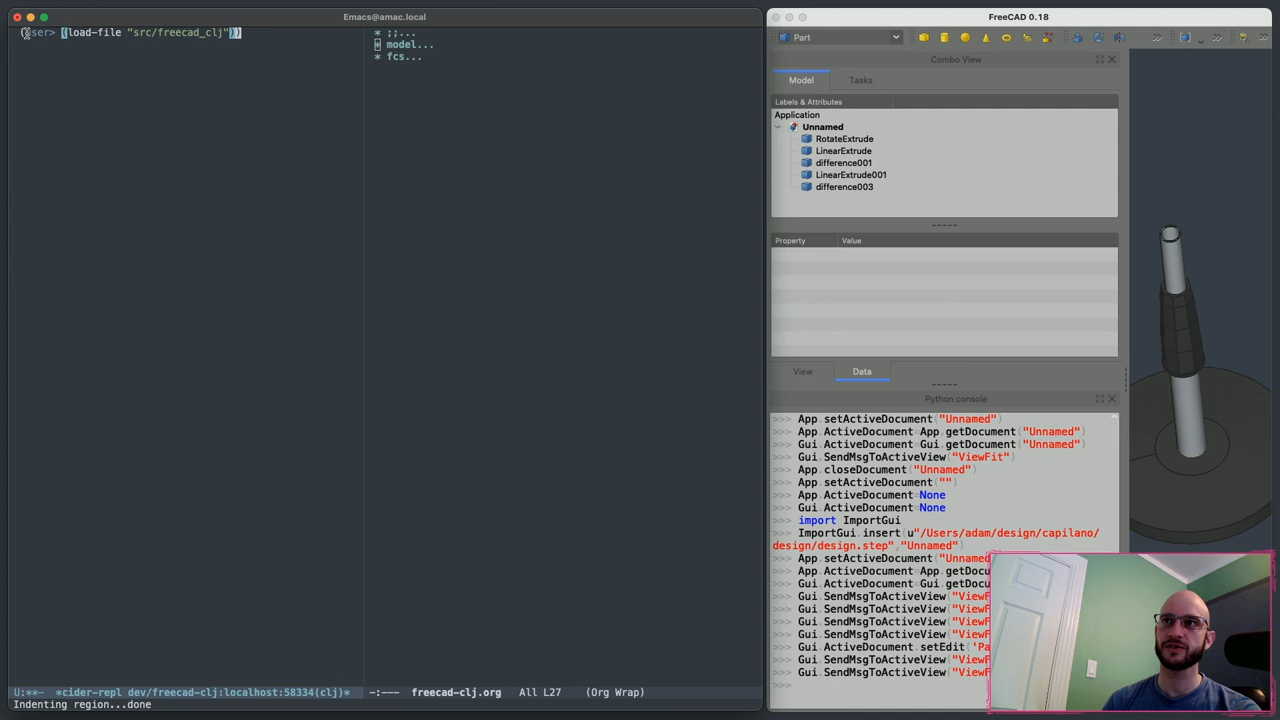 Emacs@amac.local
(user> (load-file "src/freecad_clj"))
* ;;...
* model...
* fcs...
U:**- *cider-repl dev/freecad-clj:localhost:58334(clj)*
-:--- freecad-clj.org All L27 (Org Wrap)
Indenting region...done
FreeCAD 0.18
Part
Combo View
Model Tasks
Labels & Attributes
Application
Unnamed
RotateExtrude
LinearExtrude
difference001
LinearExtrude001
difference003
Property Value
View Data
Python console
>>> App.setActiveDocument("Unnamed")
>>> App.ActiveDocument=App.getDocument("Unnamed")
>>> Gui.ActiveDocument=Gui.getDocument("Unnamed")
>>> Gui.SendMsgToActiveView("ViewFit")
>>> App.closeDocument("Unnamed")
>>> App.setActiveDocument("")
>>> App.ActiveDocument=None
>>> Gui.ActiveDocument=None
>>> import ImportGui
>>> ImportGui.insert(u"/Users/adam/design/capilano/
design/design.step","Unnamed")
>>> App.setActiveDocument("Unnamed
>>> App.ActiveDocument=App.getDocu
>>> Gui.ActiveDocument=Gui.getDocu
>>> Gui.SendMsgToActiveView("ViewF
>>> Gui.SendMsgToActiveView("ViewF
>>> Gui.SendMsgToActiveView("ViewF
>>> Gui.SendMsgToActiveView("ViewF
>>> Gui.ActiveDocument.setEdit('Pa
>>> Gui.SendMsgToActiveView("ViewF
>>> Gui.SendMsgToActiveView("ViewF
>>>